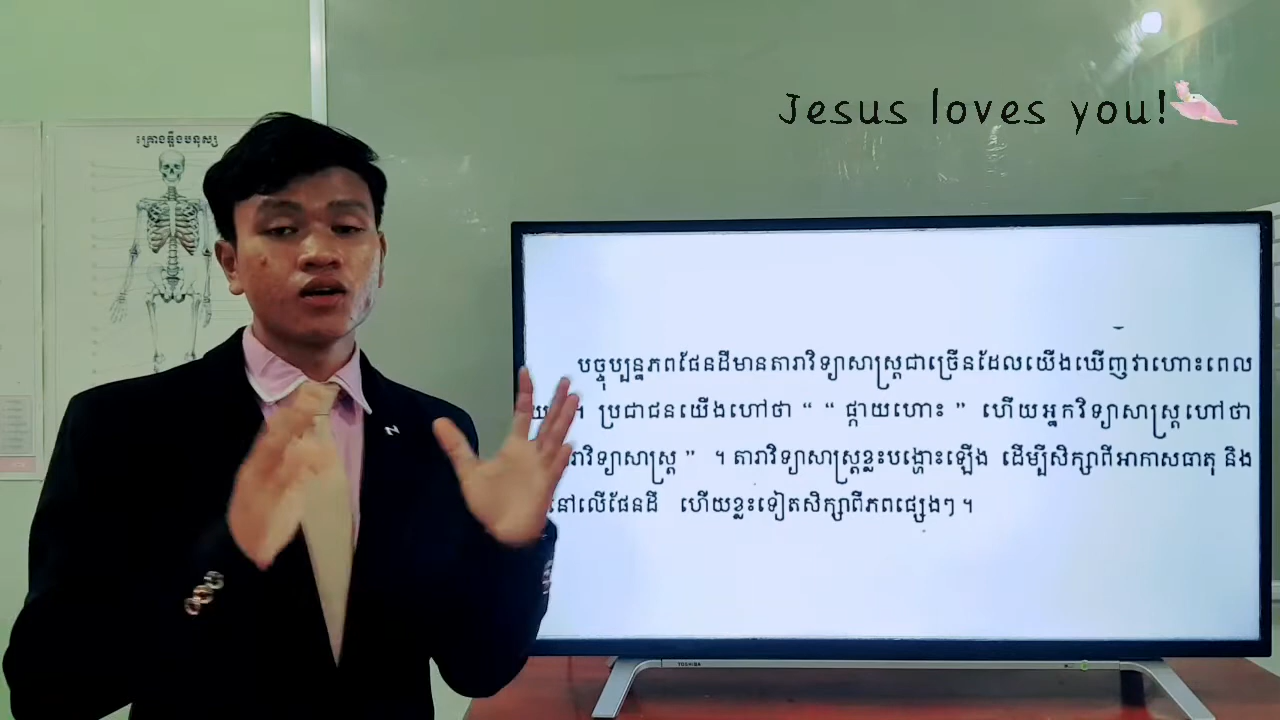 Jesus loves you!
គ្រោងឆ្អឹងមនុស្ស
បច្ចុប្បន្នភពផែនដីមានតារាវិទ្យាសាស្ត្រជាច្រើនដែលយើងឃើញវាហោះពេល
។ ប្រជាជនយើងហៅថា “ “ ផ្កាយហោះ ” ហើយអ្នកវិទ្យាសាស្ត្រហៅថា
វិទ្យាសាស្ត្រ ” ។ តារាវិទ្យាសាស្ត្រខ្លះបង្ហោះឡើង ដើម្បីសិក្សាពីអាកាសធាតុ និង
នៅលើផែនដី ហើយខ្លះទៀតសិក្សាពីភពផ្សេងៗ ។
TOSHIBA